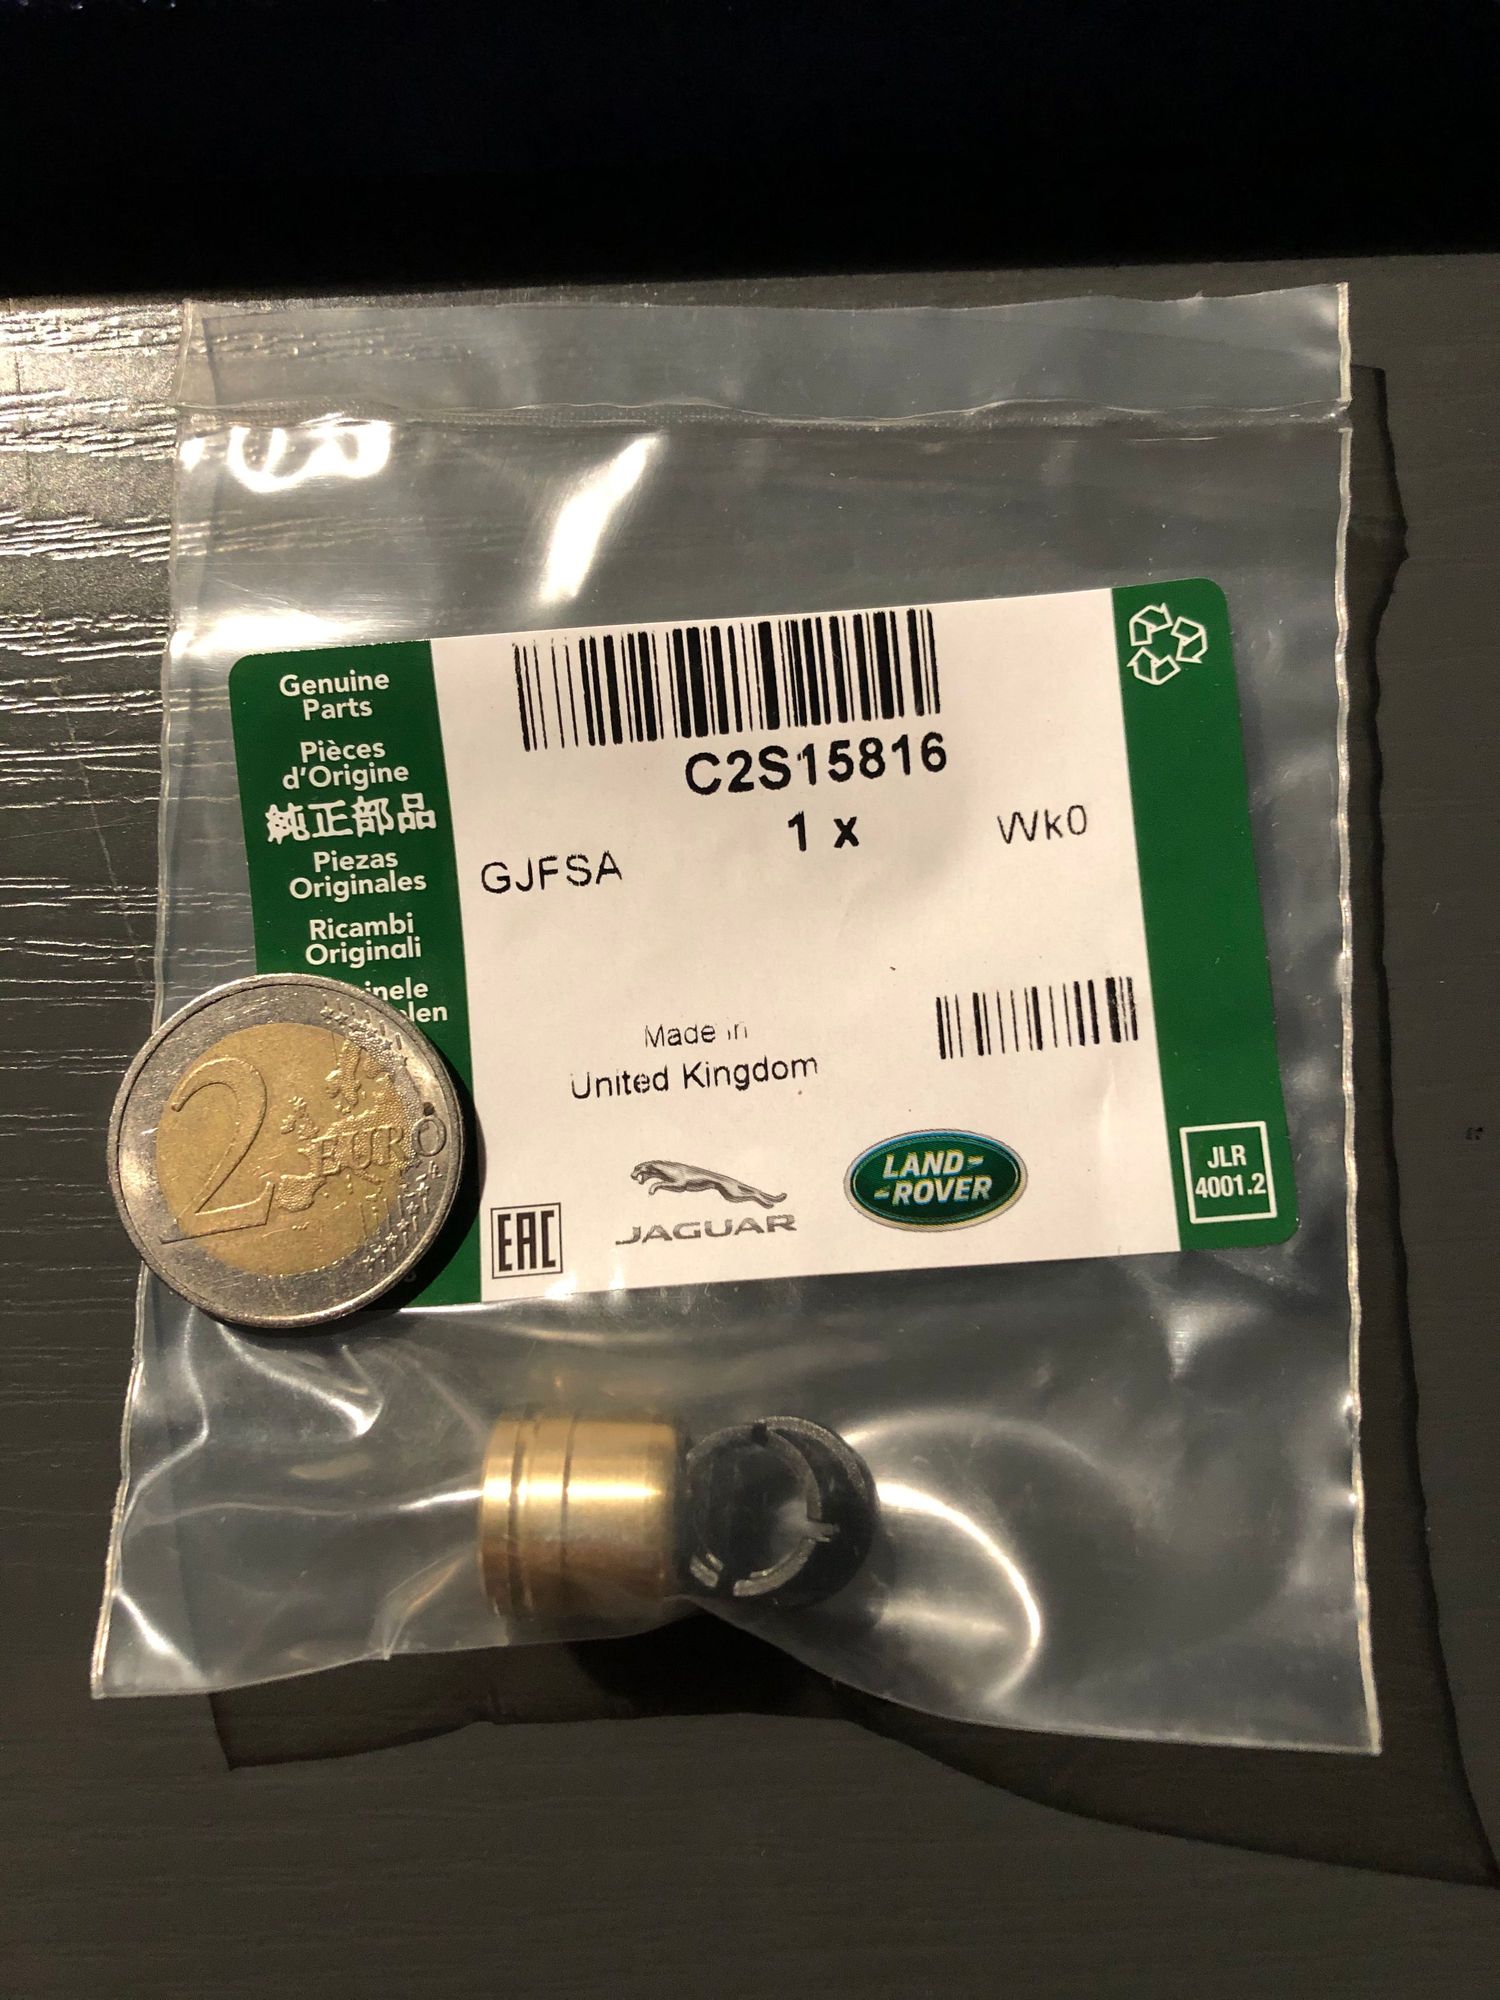 Genuine
Parts
Pièces
d'Origine
純正部品
Piezas
Originales
Ricambi
Originali
C2S15816
1 x
Wk0
GJFSA
Made in
United Kingdom
EAC
JAGUAR
LAND-
-ROVER
JLR
4001.2
2
EURO